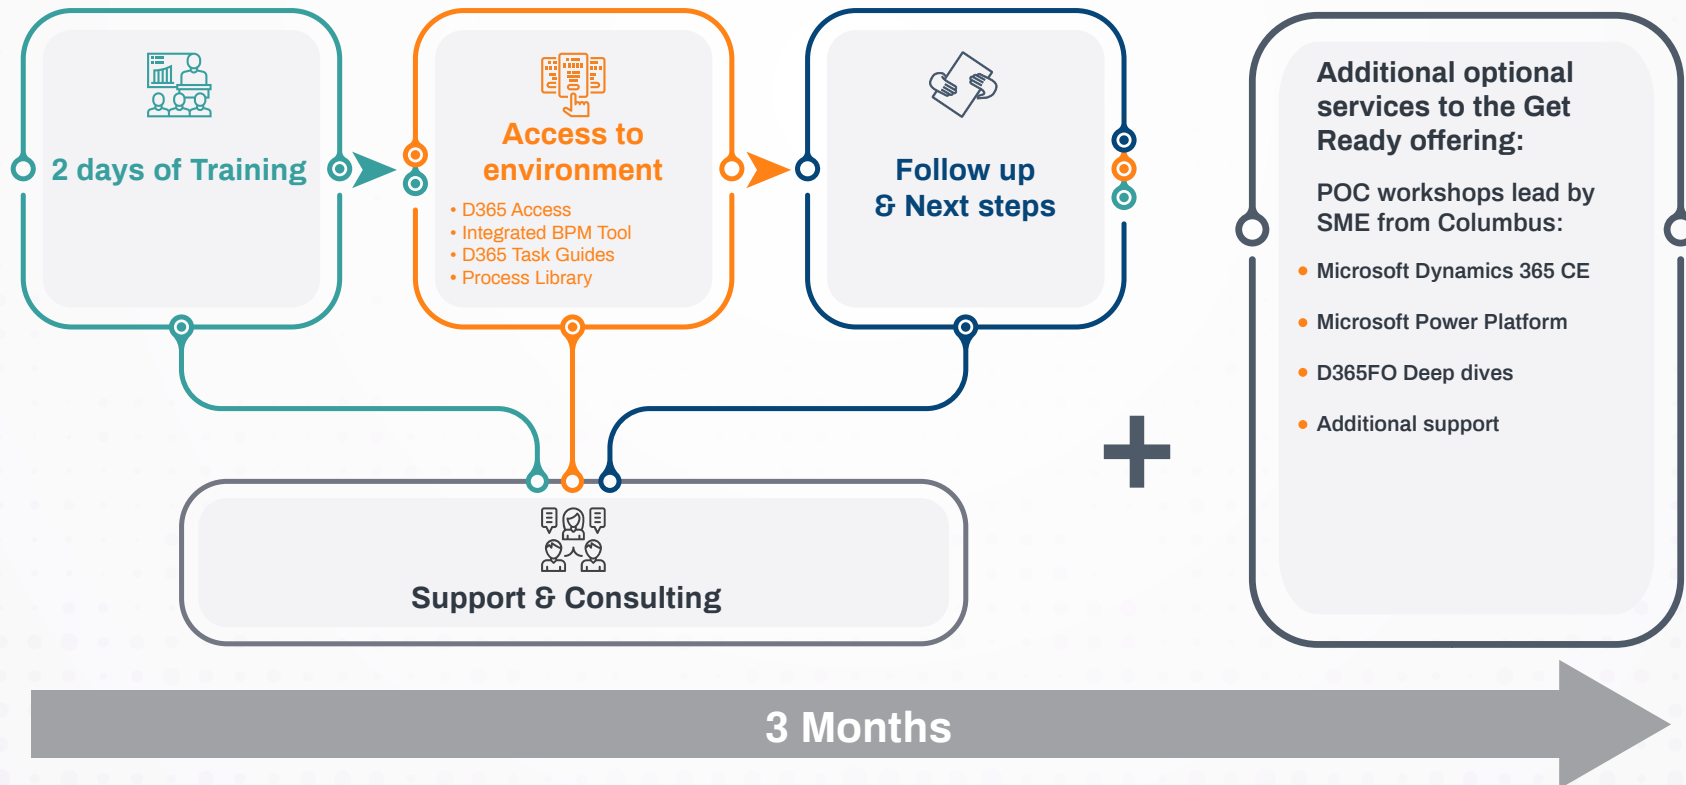 2 days of Training
Access to
environment
• D365 Access
• Integrated BPM Tool
• D365 Task Guides
• Process Library
Follow up
& Next steps
Support & Consulting
Additional optional
services to the Get
Ready offering:
POC workshops lead by
SME from Columbus:
• Microsoft Dynamics 365 CE
• Microsoft Power Platform
• D365FO Deep dives
• Additional support
3 Months